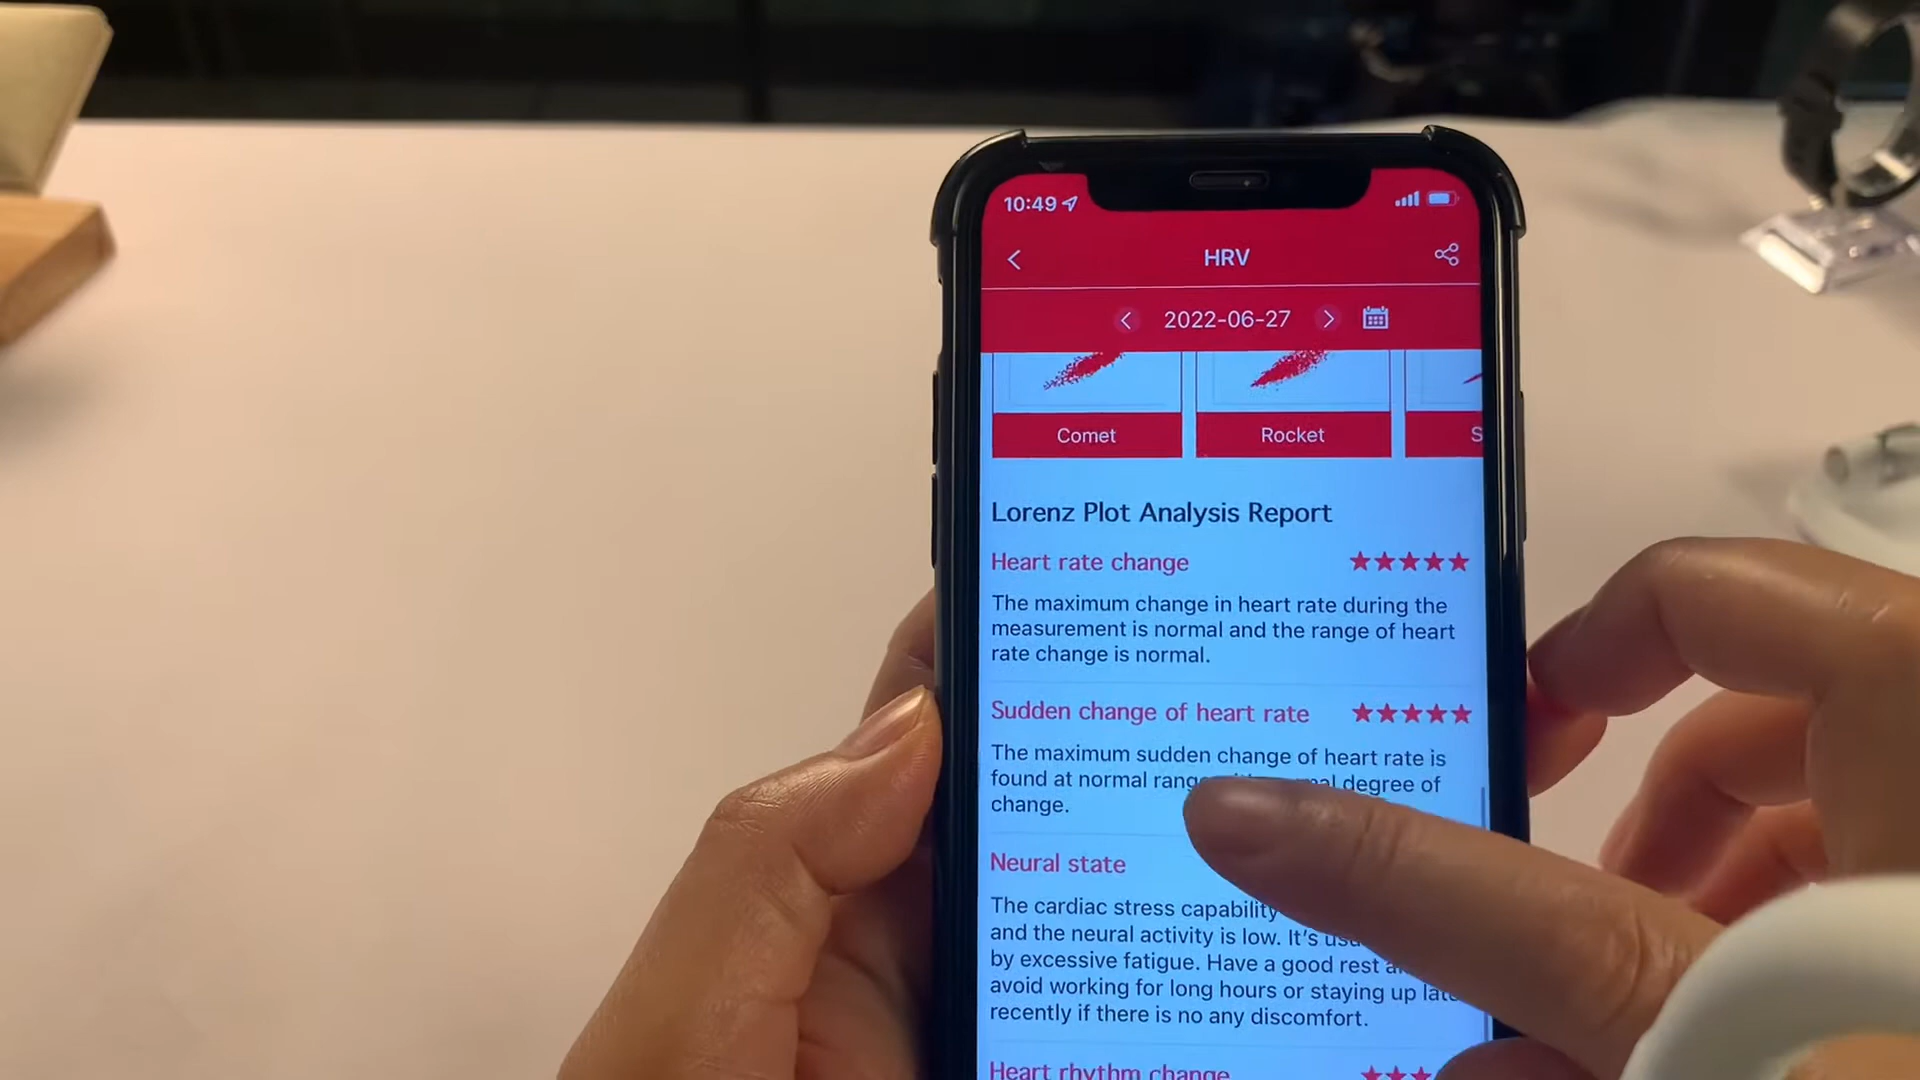 10:49
HRV
2022-06-27
Comet
Rocket
S
Lorenz Plot Analysis Report
Heart rate change
The maximum change in heart rate during the
measurement is normal and the range of heart
rate change is normal.
Sudden change of heart rate
The maximum sudden change of heart rate is
found at normal degree of
change.
Neural state
The cardiac stress capability
and the neural activity is low. It's
by excessive fatigue. Have a good rest
avoid working for long hours or staying up late
recently if there is no any discomfort.
Heart rhythm change